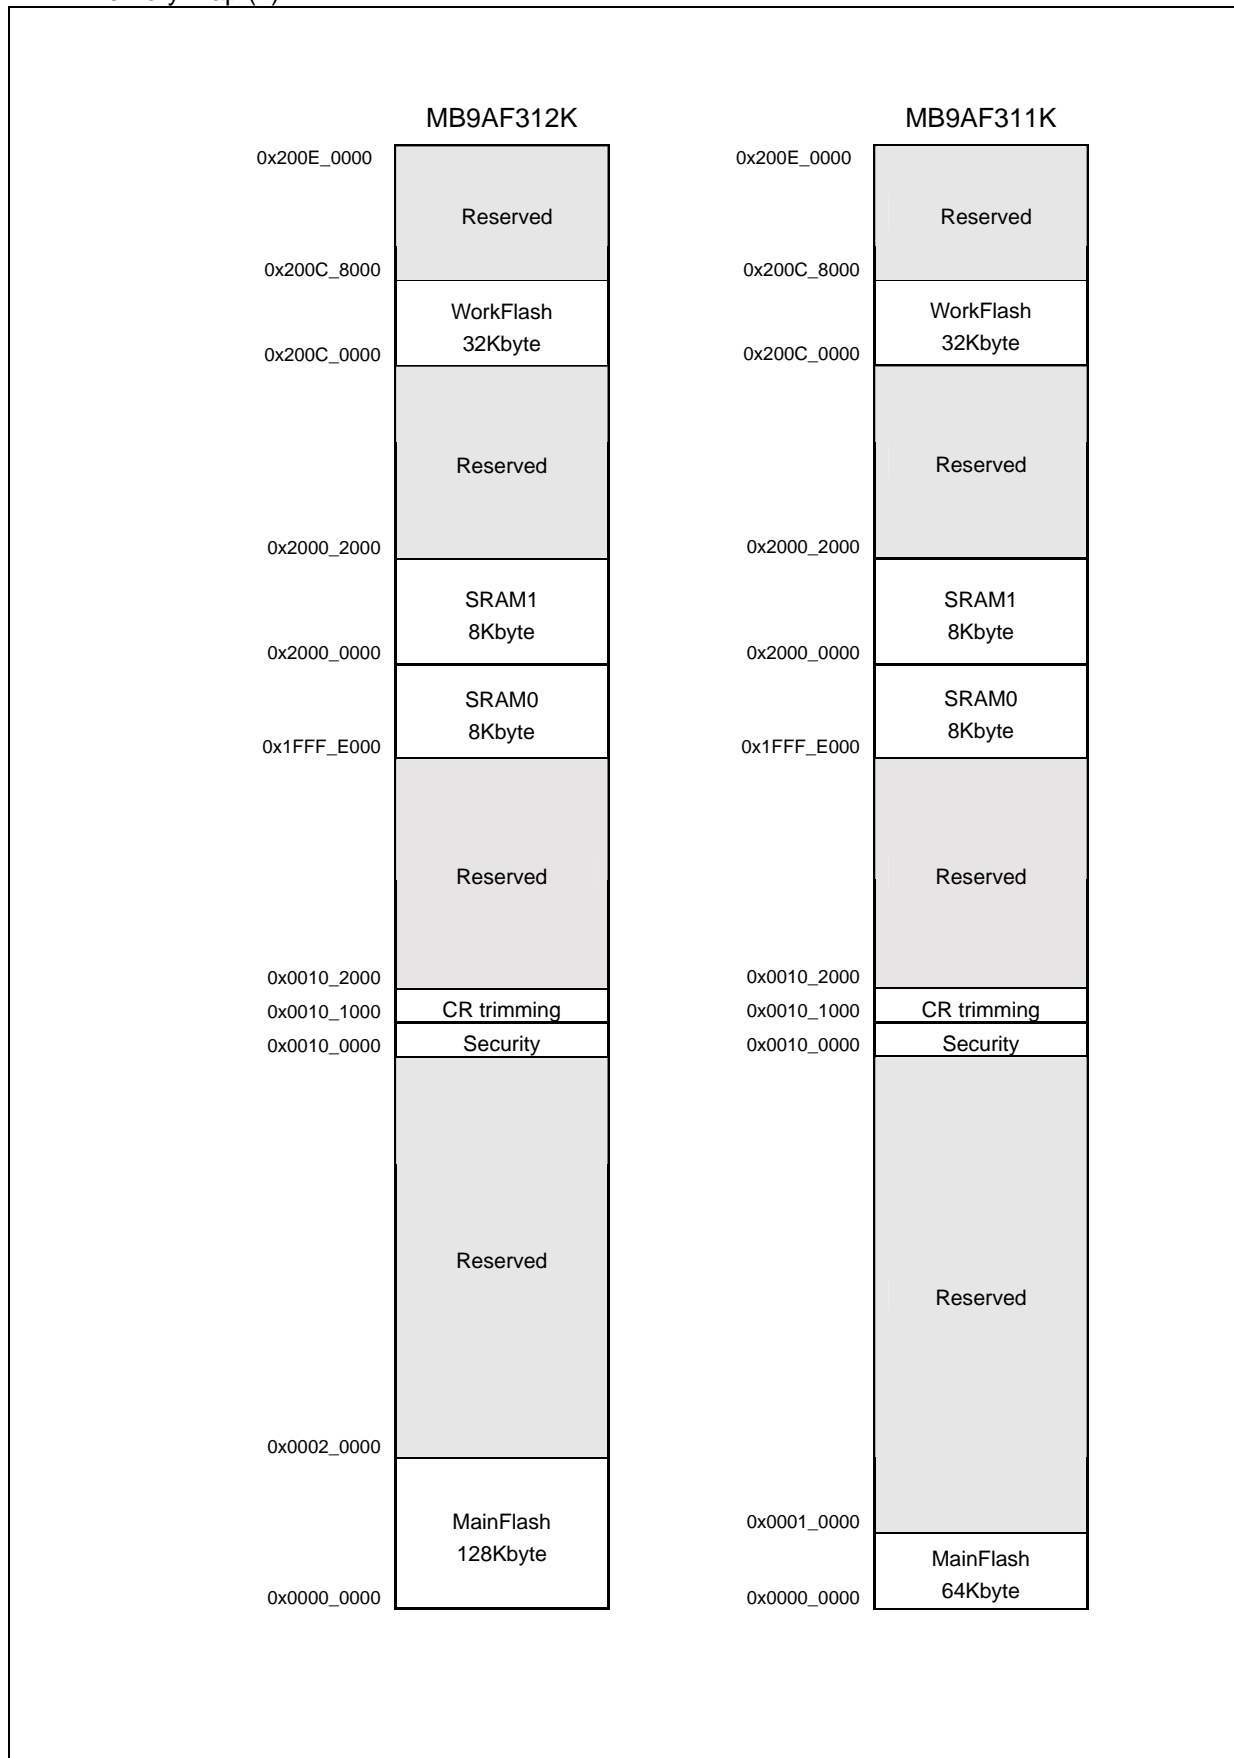 MB9AF312K
MB9AF311K
0x200E_0000
Reserved
0x200C_8000
WorkFlash
32Kbyte
0x200C_0000
Reserved
0x2000_2000
SRAM1
8Kbyte
0x2000_0000
SRAM0
8Kbyte
0x1FFF_E000
Reserved
0x0010_2000
CR trimming
0x0010_1000
Security
0x0010_0000
Reserved
0x0002_0000
MainFlash
128Kbyte
0x0000_0000
0x200E_0000
Reserved
0x200C_8000
WorkFlash
32Kbyte
0x200C_0000
Reserved
0x2000_2000
SRAM1
8Kbyte
0x2000_0000
SRAM0
8Kbyte
0x1FFF_E000
Reserved
0x0010_2000
CR trimming
0x0010_1000
Security
0x0010_0000
Reserved
0x0001_0000
MainFlash
64Kbyte
0x0000_0000